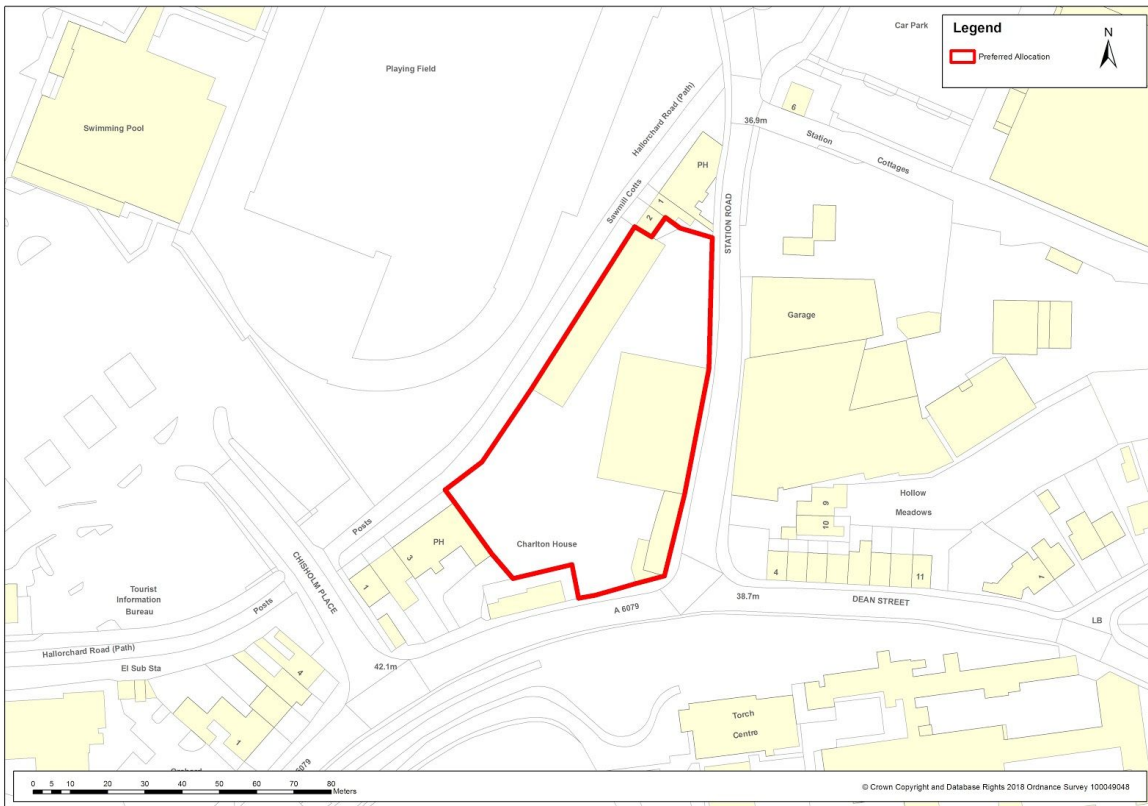 Legend
Preferred Allocation
N
Car Park
Playing Field
Swimming Pool
Hallorchard Road (Path)
Sawmill Cotts
PH
1
2
36.9m
6
Station
Cottages
STATION ROAD
Garage
Hollow
Meadows
9
10
4
11
1
DEAN STREET
38.7m
LB
A 6079
Charlton House
PH
3
1
Posts
CHISHOLM PLACE
Tourist
Information
Bureau
Posts
Hallorchard Road (Path)
El Sub Sta
4
1
42.1m
Torch
Centre
0 5 10 20 30 40 50 60 70 80
Meters
© Crown Copyright and Database Rights 2018 Ordnance Survey 100049048